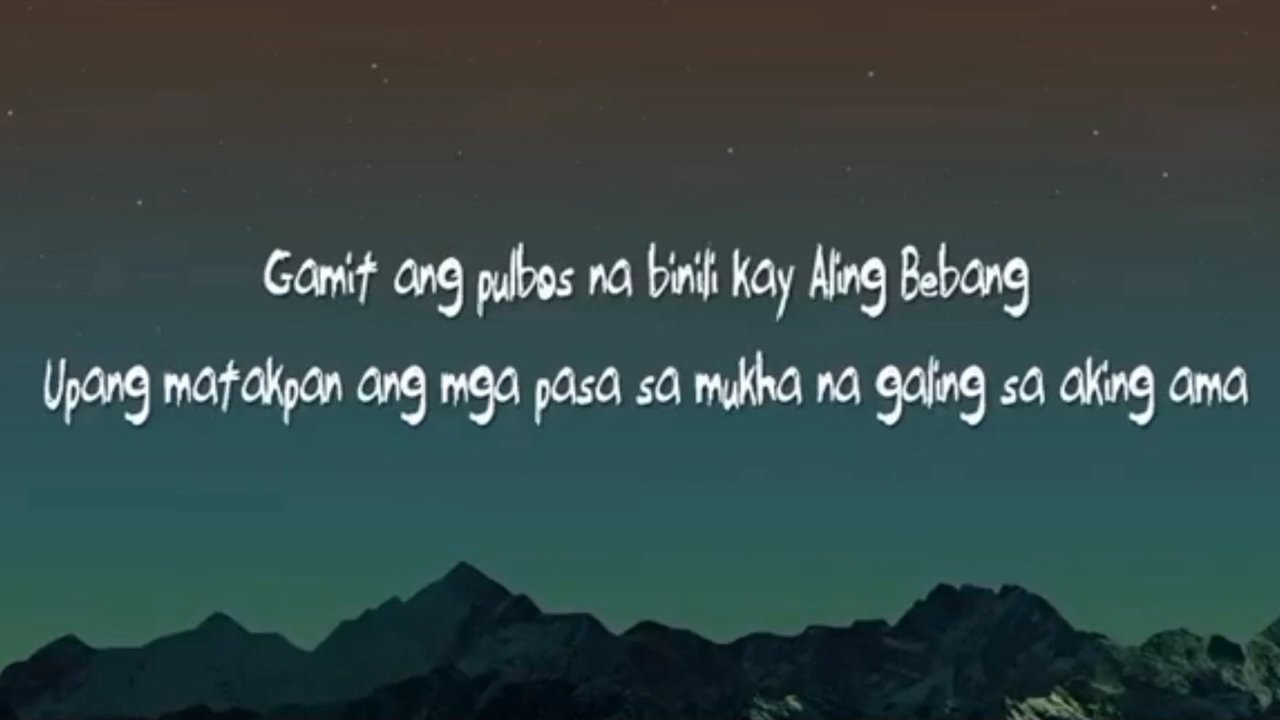 Gamit ang pulbos na binili kay Aling Bebang
Upang matakpan ang mga pasa sa mukha na galing sa aking ama